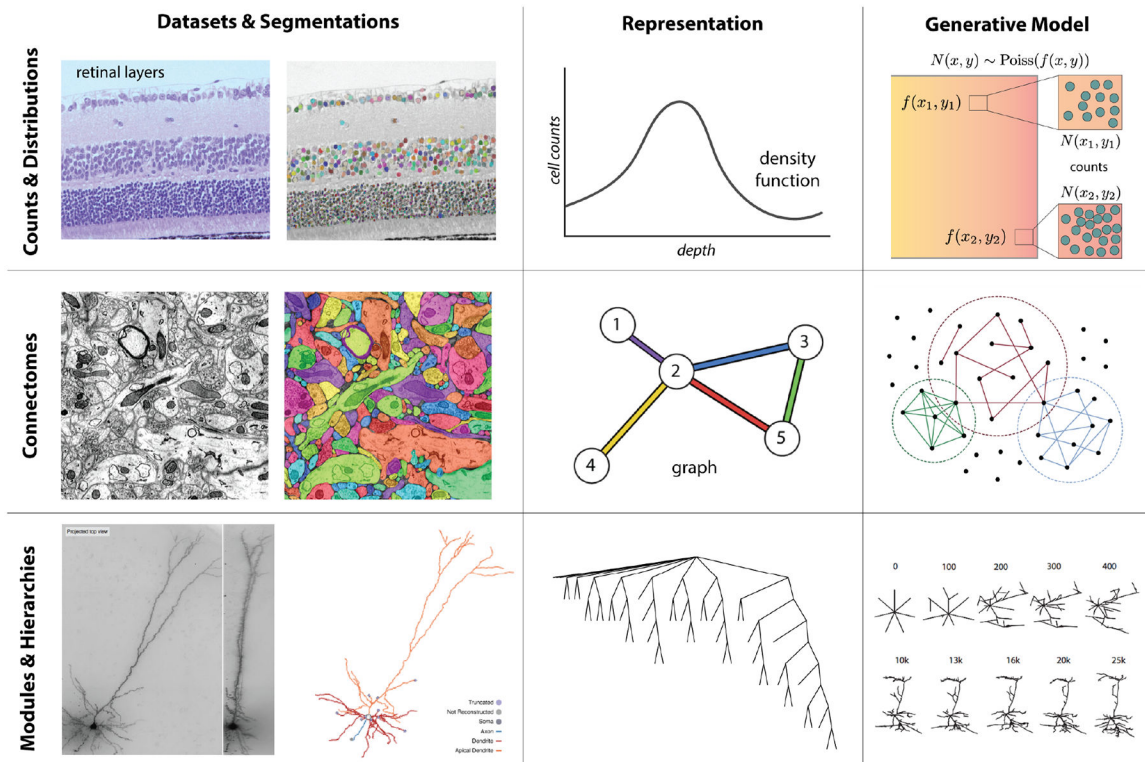 Datasets & Segmentations
Representation
Generative Model
Counts & Distributions
retinal layers
cell counts
density
function
depth
N(x, y) ∼ Poiss(f(x, y))
f(x₁, y₁)
N(x₁, y₁)
counts
N(x₂, y₂)
f(x₂, y₂)
Connectomes
1
2
3
4
5
graph
Modules & Hierarchies
Projected top view
Truncated
Not Reconstructed
Soma
Axon
Dendrite
Apical Dendrite
0 100 200 300 400
10k 13k 16k 20k 25k